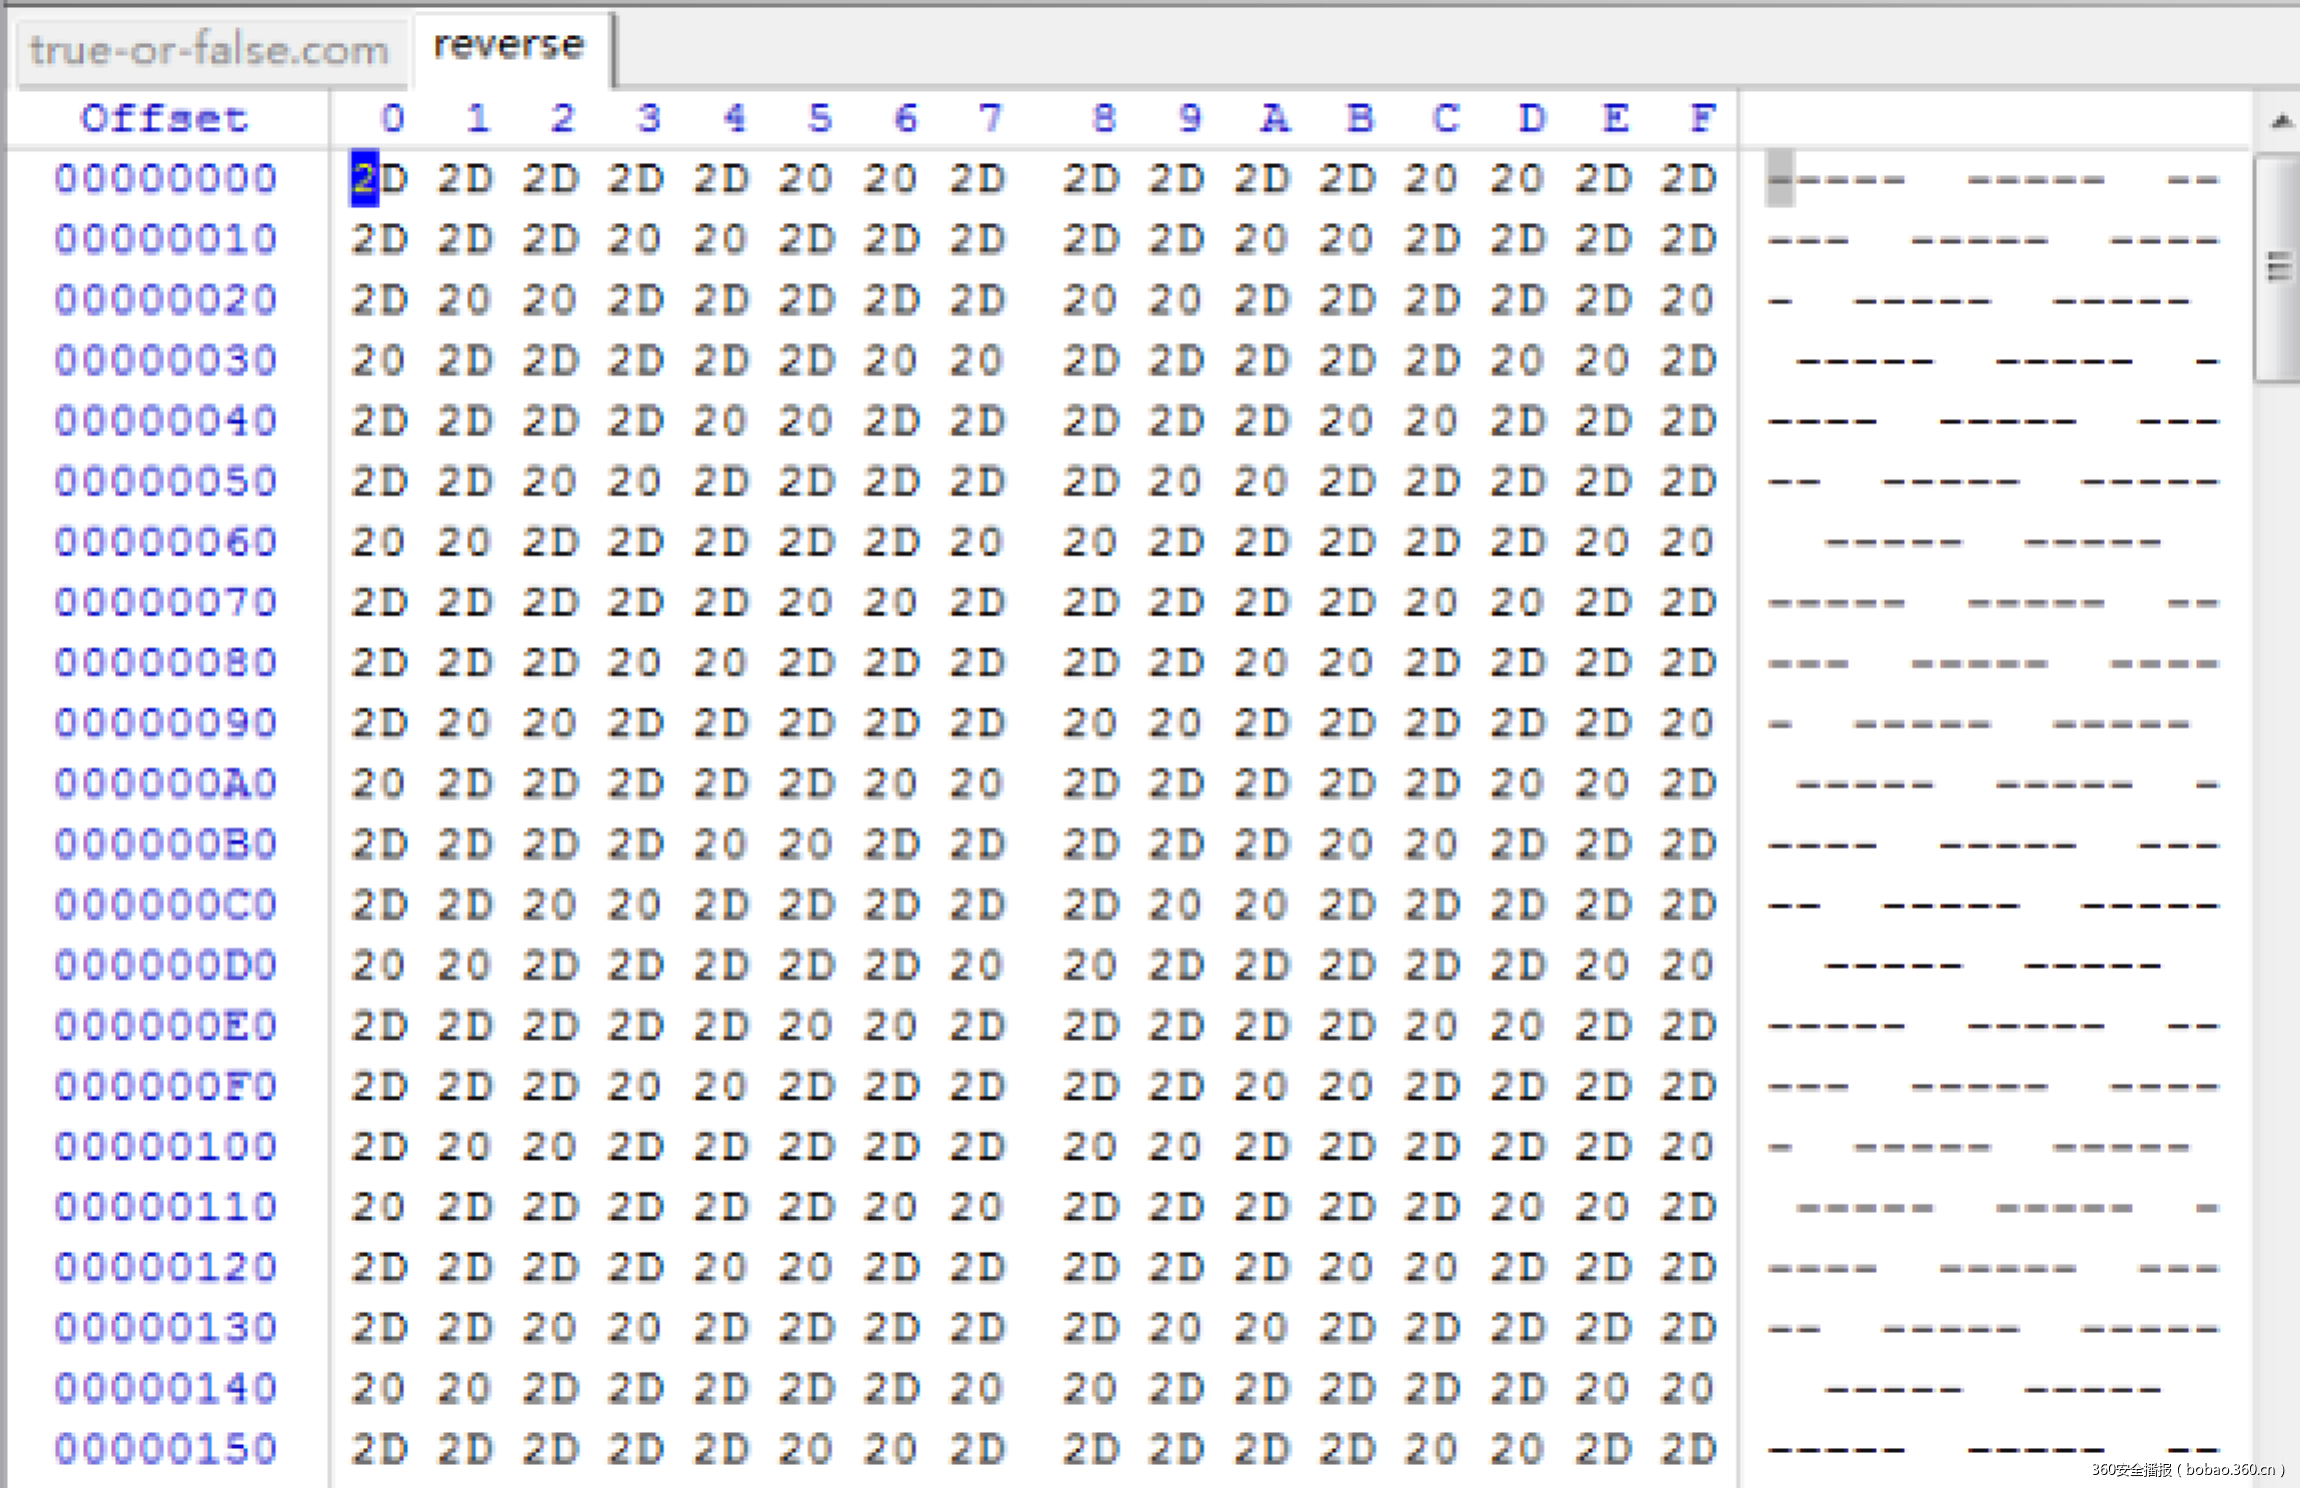 true-or-false.com reverse
Offset 0 1 2 3 4 5 6 7 8 9 A B C D E F
00000000 2D 2D 2D 2D 2D 20 20 2D 2D 2D 2D 2D 20 20 2D 2D -----  -----  --
00000010 2D 2D 2D 20 20 2D 2D 2D 2D 2D 20 20 2D 2D 2D 2D ---  -----  ----
00000020 2D 20 20 2D 2D 2D 2D 2D 20 20 2D 2D 2D 2D 2D 20 -  -----  -----
00000030 20 2D 2D 2D 2D 2D 20 20 2D 2D 2D 2D 2D 20 20 2D  -----  -----  -
00000040 2D 2D 2D 2D 20 20 2D 2D 2D 2D 2D 20 20 2D 2D 2D ----  -----  ---
00000050 2D 2D 20 20 2D 2D 2D 2D 2D 20 20 2D 2D 2D 2D 2D --  -----  -----
00000060 20 20 2D 2D 2D 2D 2D 20 20 2D 2D 2D 2D 2D 20 20   -----  -----
00000070 2D 2D 2D 2D 2D 20 20 2D 2D 2D 2D 2D 20 20 2D 2D -----  -----  --
00000080 2D 2D 2D 20 20 2D 2D 2D 2D 2D 20 20 2D 2D 2D 2D ---  -----  ----
00000090 2D 20 20 2D 2D 2D 2D 2D 20 20 2D 2D 2D 2D 2D 20 -  -----  -----
000000A0 20 2D 2D 2D 2D 2D 20 20 2D 2D 2D 2D 2D 20 20 2D  -----  -----  -
000000B0 2D 2D 2D 2D 20 20 2D 2D 2D 2D 2D 20 20 2D 2D 2D ----  -----  ---
000000C0 2D 2D 20 20 2D 2D 2D 2D 2D 20 20 2D 2D 2D 2D 2D --  -----  -----
000000D0 20 20 2D 2D 2D 2D 2D 20 20 2D 2D 2D 2D 2D 20 20   -----  -----
000000E0 2D 2D 2D 2D 2D 20 20 2D 2D 2D 2D 2D 20 20 2D 2D -----  -----  --
000000F0 2D 2D 2D 20 20 2D 2D 2D 2D 2D 20 20 2D 2D 2D 2D ---  -----  ----
00000100 2D 20 20 2D 2D 2D 2D 2D 20 20 2D 2D 2D 2D 2D 20 -  -----  -----
00000110 20 2D 2D 2D 2D 2D 20 20 2D 2D 2D 2D 2D 20 20 2D  -----  -----  -
00000120 2D 2D 2D 2D 20 20 2D 2D 2D 2D 2D 20 20 2D 2D 2D ----  -----  ---
00000130 2D 2D 20 20 2D 2D 2D 2D 2D 20 20 2D 2D 2D 2D 2D --  -----  -----
00000140 20 20 2D 2D 2D 2D 2D 20 20 2D 2D 2D 2D 2D 20 20   -----  -----
00000150 2D 2D 2D 2D 2D 20 20 2D 2D 2D 2D 2D 20 20 2D 2D -----  -----  --
360安全播报（bobao.360.cn）